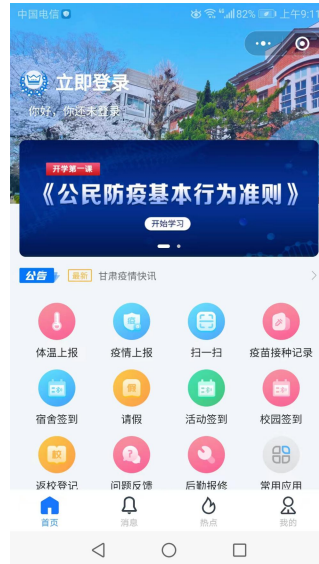 中国电信 82% 上午9:11
立即登录
你好，你还未登录
开学第一课
《公民防疫基本行为准则》
开始学习
公告 最新 甘肃疫情快讯
体温上报 疫情上报 扫一扫 疫苗接种记录
宿舍签到 请假 活动签到 校园签到
返校登记 问题反馈 后勤报修 常用应用
首页 消息 热点 我的